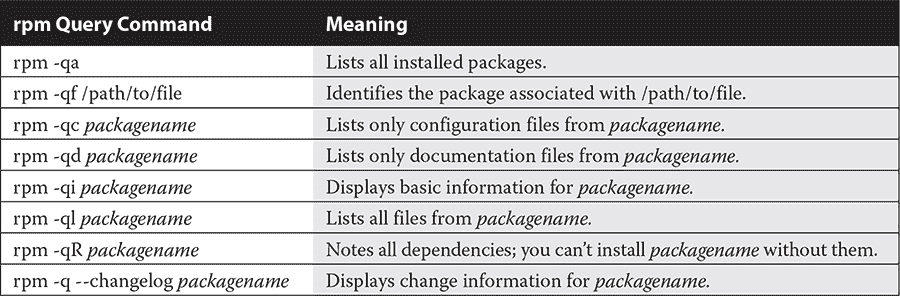 rpm Query Command Meaning
rpm -qa Lists all installed packages.
rpm -qf /path/to/file Identifies the package associated with /path/to/file.
rpm -qc packagename Lists only configuration files from packagename.
rpm -qd packagename Lists only documentation files from packagename.
rpm -qi packagename Displays basic information for packagename.
rpm -ql packagename Lists all files from packagename.
rpm -qR packagename Notes all dependencies; you can’t install packagename without them.
rpm -q --changelog packagename Displays change information for packagename.